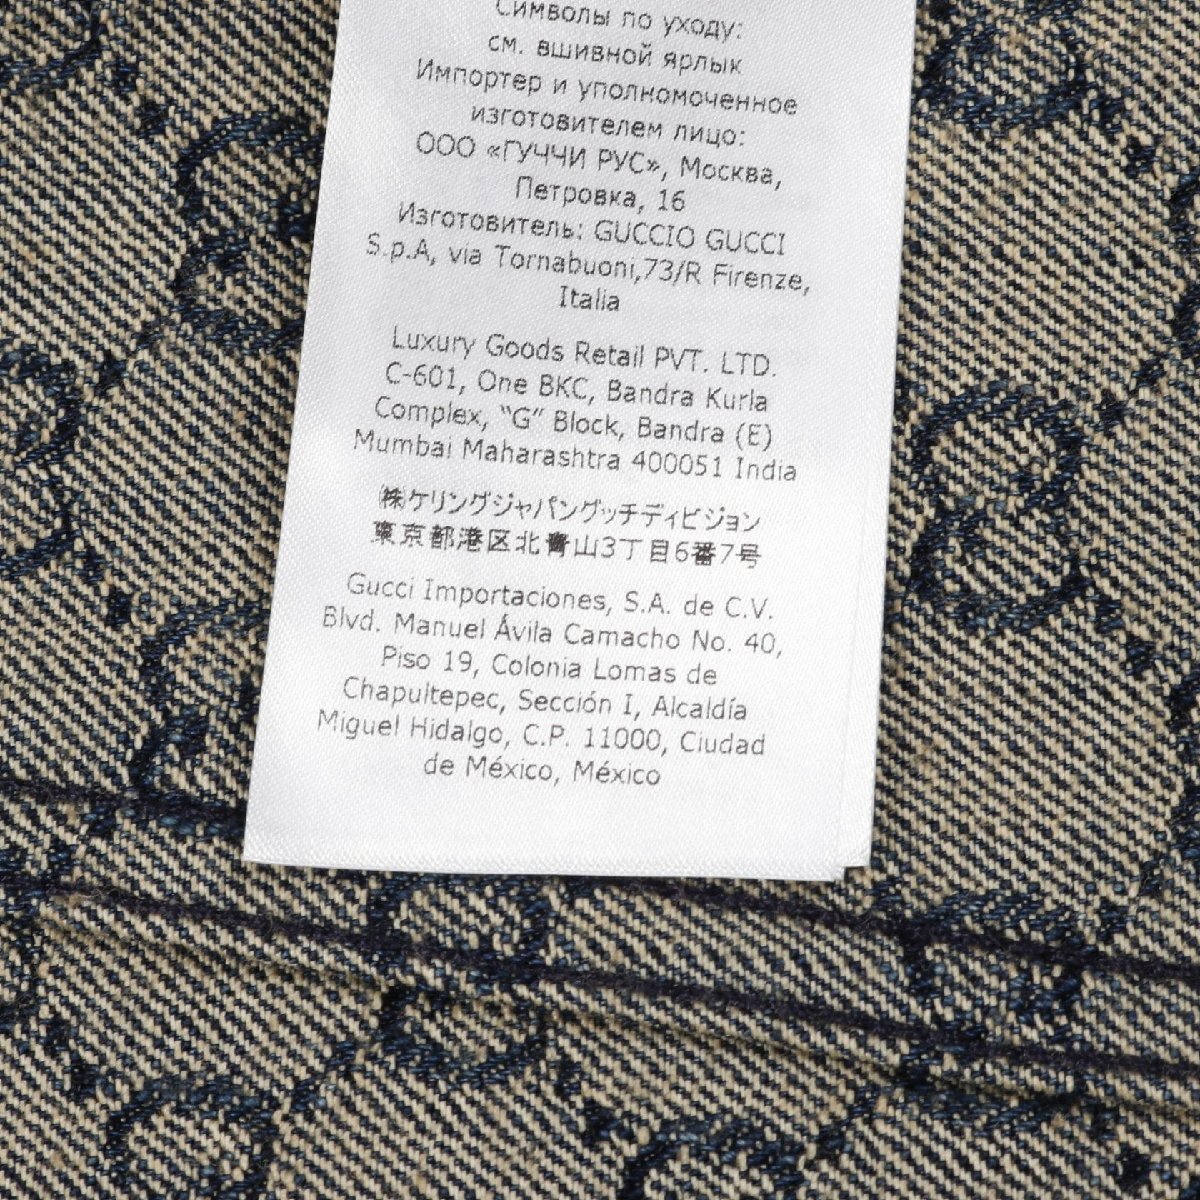 Символы по уходу:
см. вшивной ярлык
Импортер и уполномоченное
изготовителем лицо:
ООО «ГУЧЧИ РУС», Москва,
Петровка, 16
Изготовитель: GUCCIO GUCCI
S.p.A, via Tornabuoni,73/R Firenze,
Italia
Luxury Goods Retail PVT. LTD.
C-601, One BKC, Bandra Kurla
Complex, “G” Block, Bandra (E)
Mumbai Maharashtra 400051 India
㈱ケリングジャパングッチディビジョン
東京都港区北青山3丁目6番7号
Gucci Importaciones, S.A. de C.V.
Blvd. Manuel Ávila Camacho No. 40,
Piso 19, Colonia Lomas de
Chapultepec, Sección I, Alcaldía
Miguel Hidalgo, C.P. 11000, Ciudad
de México, México